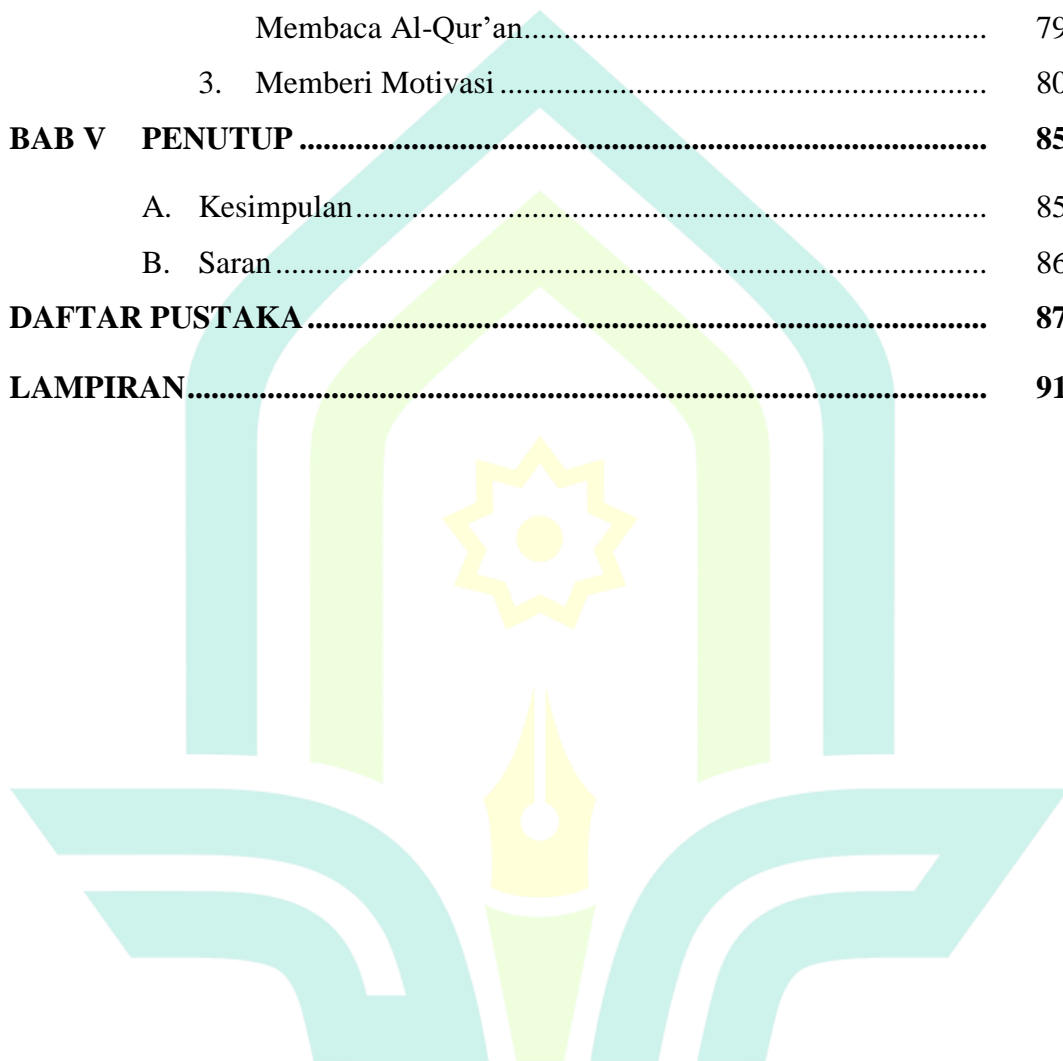 Membaca Al-Qur’an............................................................ 79
3. Memberi Motivasi ............................................................... 80
BAB V PENUTUP ........................................................................................ 85
A. Kesimpulan................................................................................. 85
B. Saran ........................................................................................... 86
DAFTAR PUSTAKA ....................................................................................... 87
LAMPIRAN...................................................................................................... 91